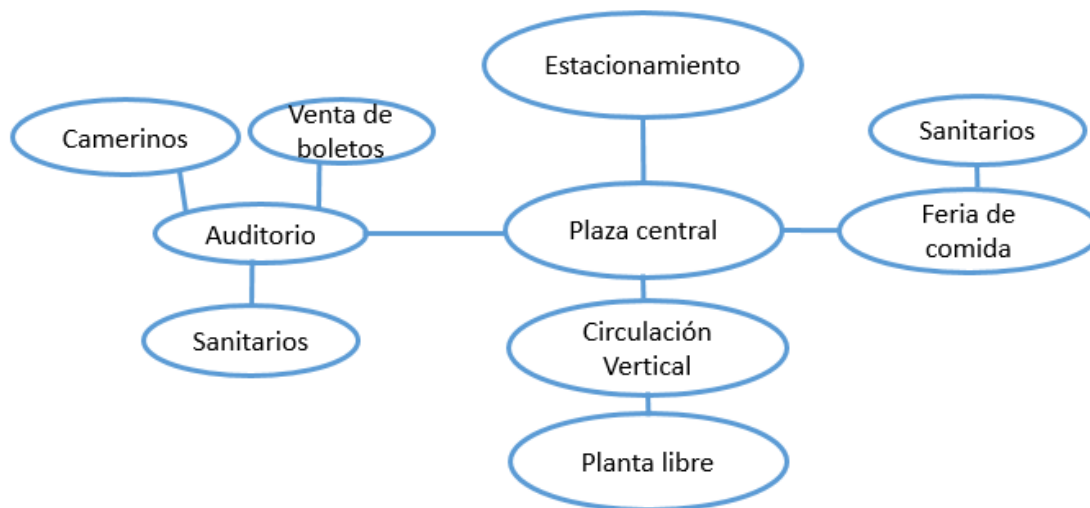 Estacionamiento
Camerinos
Venta de
boletos
Sanitarios
Auditorio
Plaza central
Feria de
comida
Sanitarios
Circulación
Vertical
Planta libre